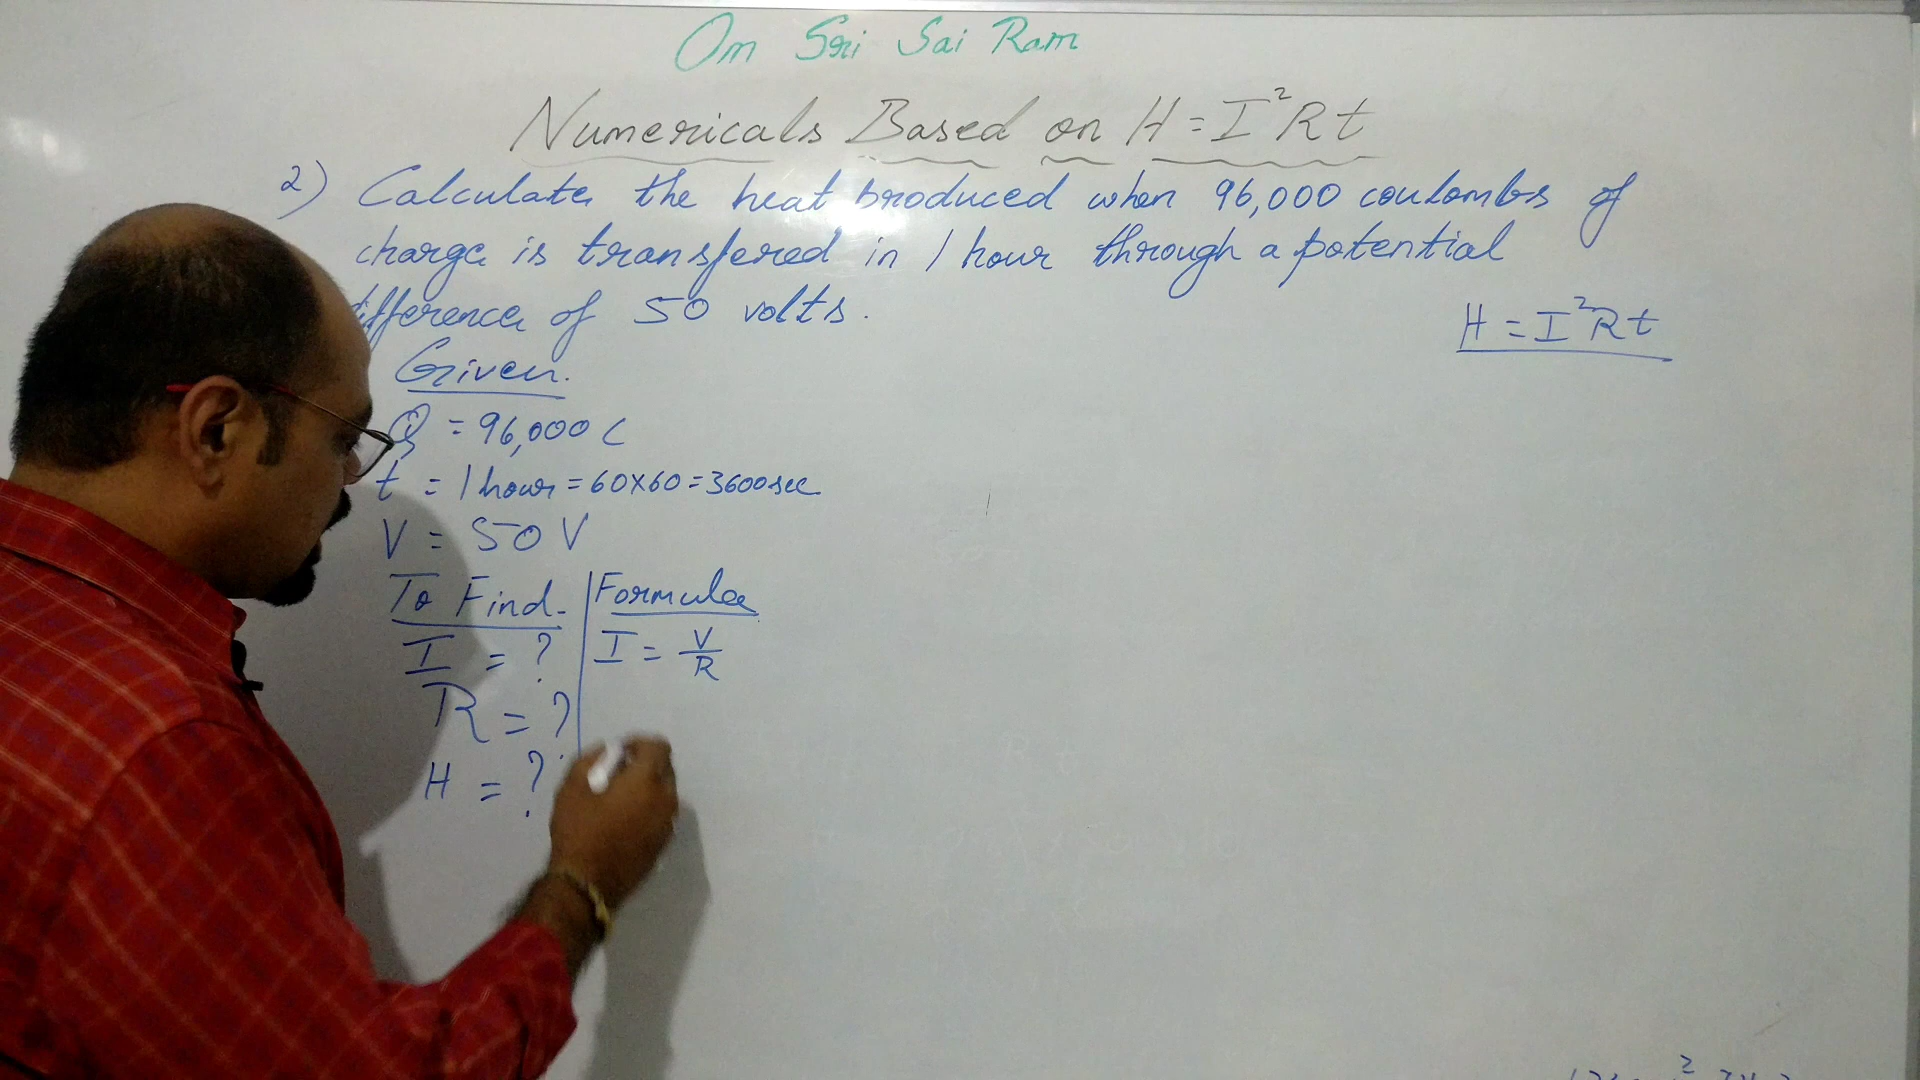 Om Sri Sai Ram
Numericals Based on H = I²Rt
2) Calculate the heat produced when 96,000 coulombs of
charge is transfered in 1 hour through a potential
difference of 50 volts.
H = I²Rt
Given.
Q = 96,000 C
t = 1 hour = 60X60 = 3600sec
V = 50 V
To Find. | Formulae
I = ? | I = V/R
R = ?
H = ?